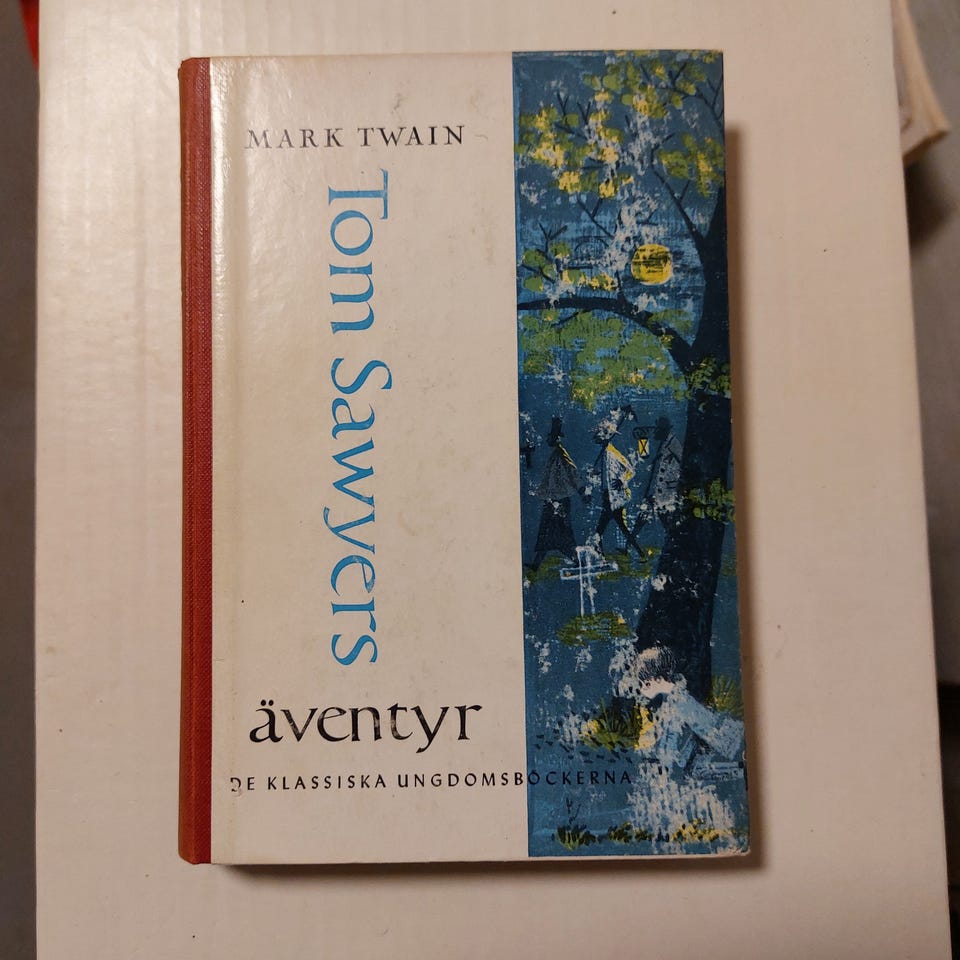 MARK TWAIN
Tom Sawyers
äventyr
DE KLASSISKA UNGDOMSBÖCKERNA